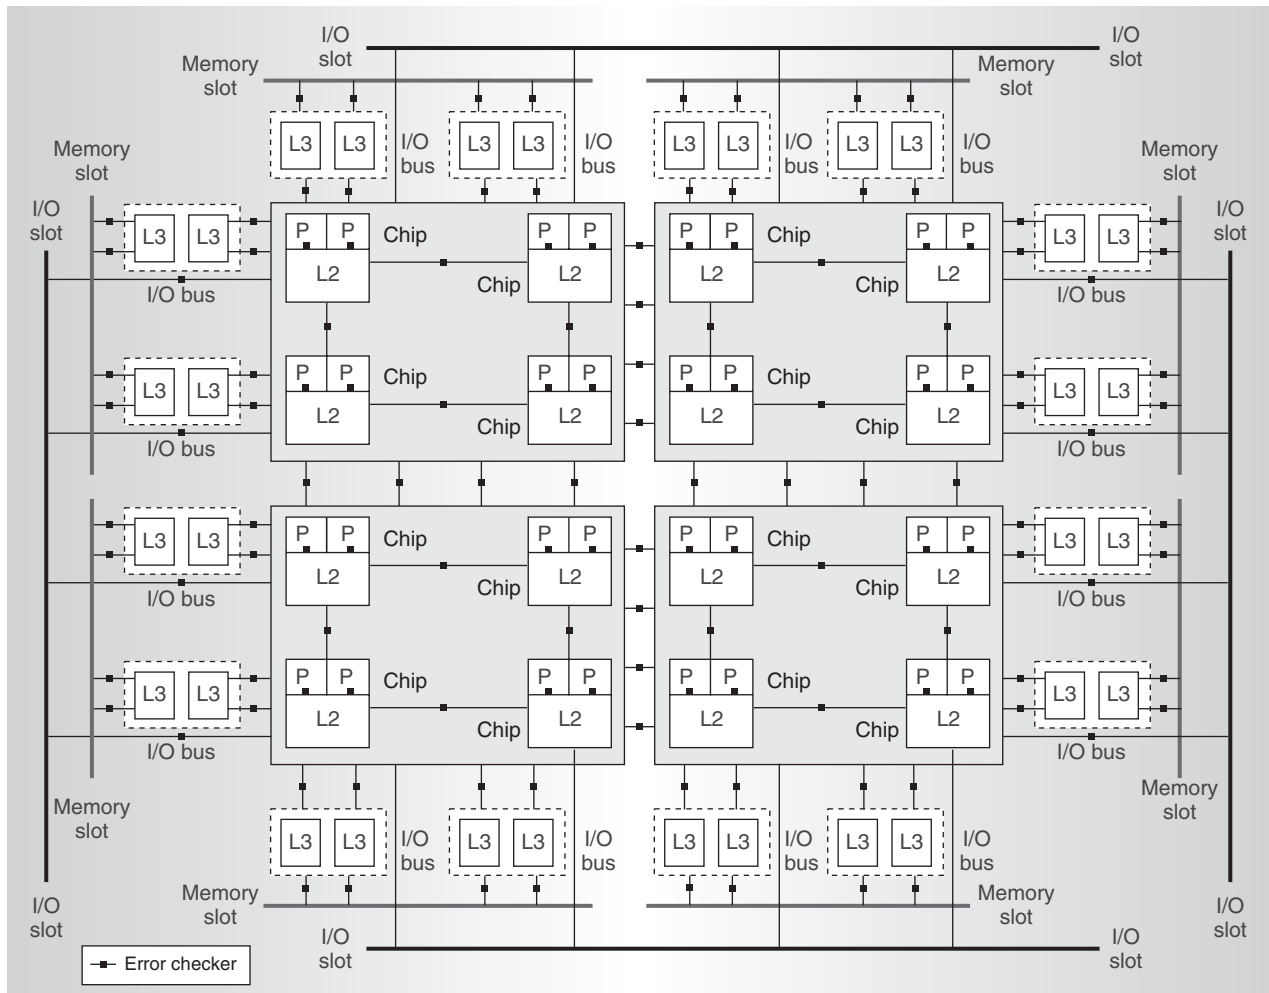 I/O
slot
I/O
slot
Memory
slot
Memory
slot
L3 L3
I/O
bus
L3 L3
I/O
bus
L3 L3
I/O
bus
L3 L3
I/O
bus
Memory
slot
Memory
slot
I/O
slot
I/O
slot
L3 L3
I/O bus
P P
L2
Chip
Chip
P P
L2
P P
L2
Chip
Chip
P P
L2
L3 L3
I/O bus
L3 L3
I/O bus
P P
L2
Chip
Chip
P P
L2
P P
L2
Chip
Chip
P P
L2
L3 L3
I/O bus
L3 L3
I/O bus
P P
L2
Chip
Chip
P P
L2
P P
L2
Chip
Chip
P P
L2
L3 L3
I/O bus
L3 L3
I/O bus
P P
L2
Chip
Chip
P P
L2
P P
L2
Chip
Chip
P P
L2
L3 L3
I/O bus
Memory
slot
Memory
slot
L3 L3
I/O
bus
L3 L3
I/O
bus
L3 L3
I/O
bus
L3 L3
I/O
bus
Memory
slot
Memory
slot
I/O
slot
I/O
slot
I/O
slot
I/O
slot
Error checker